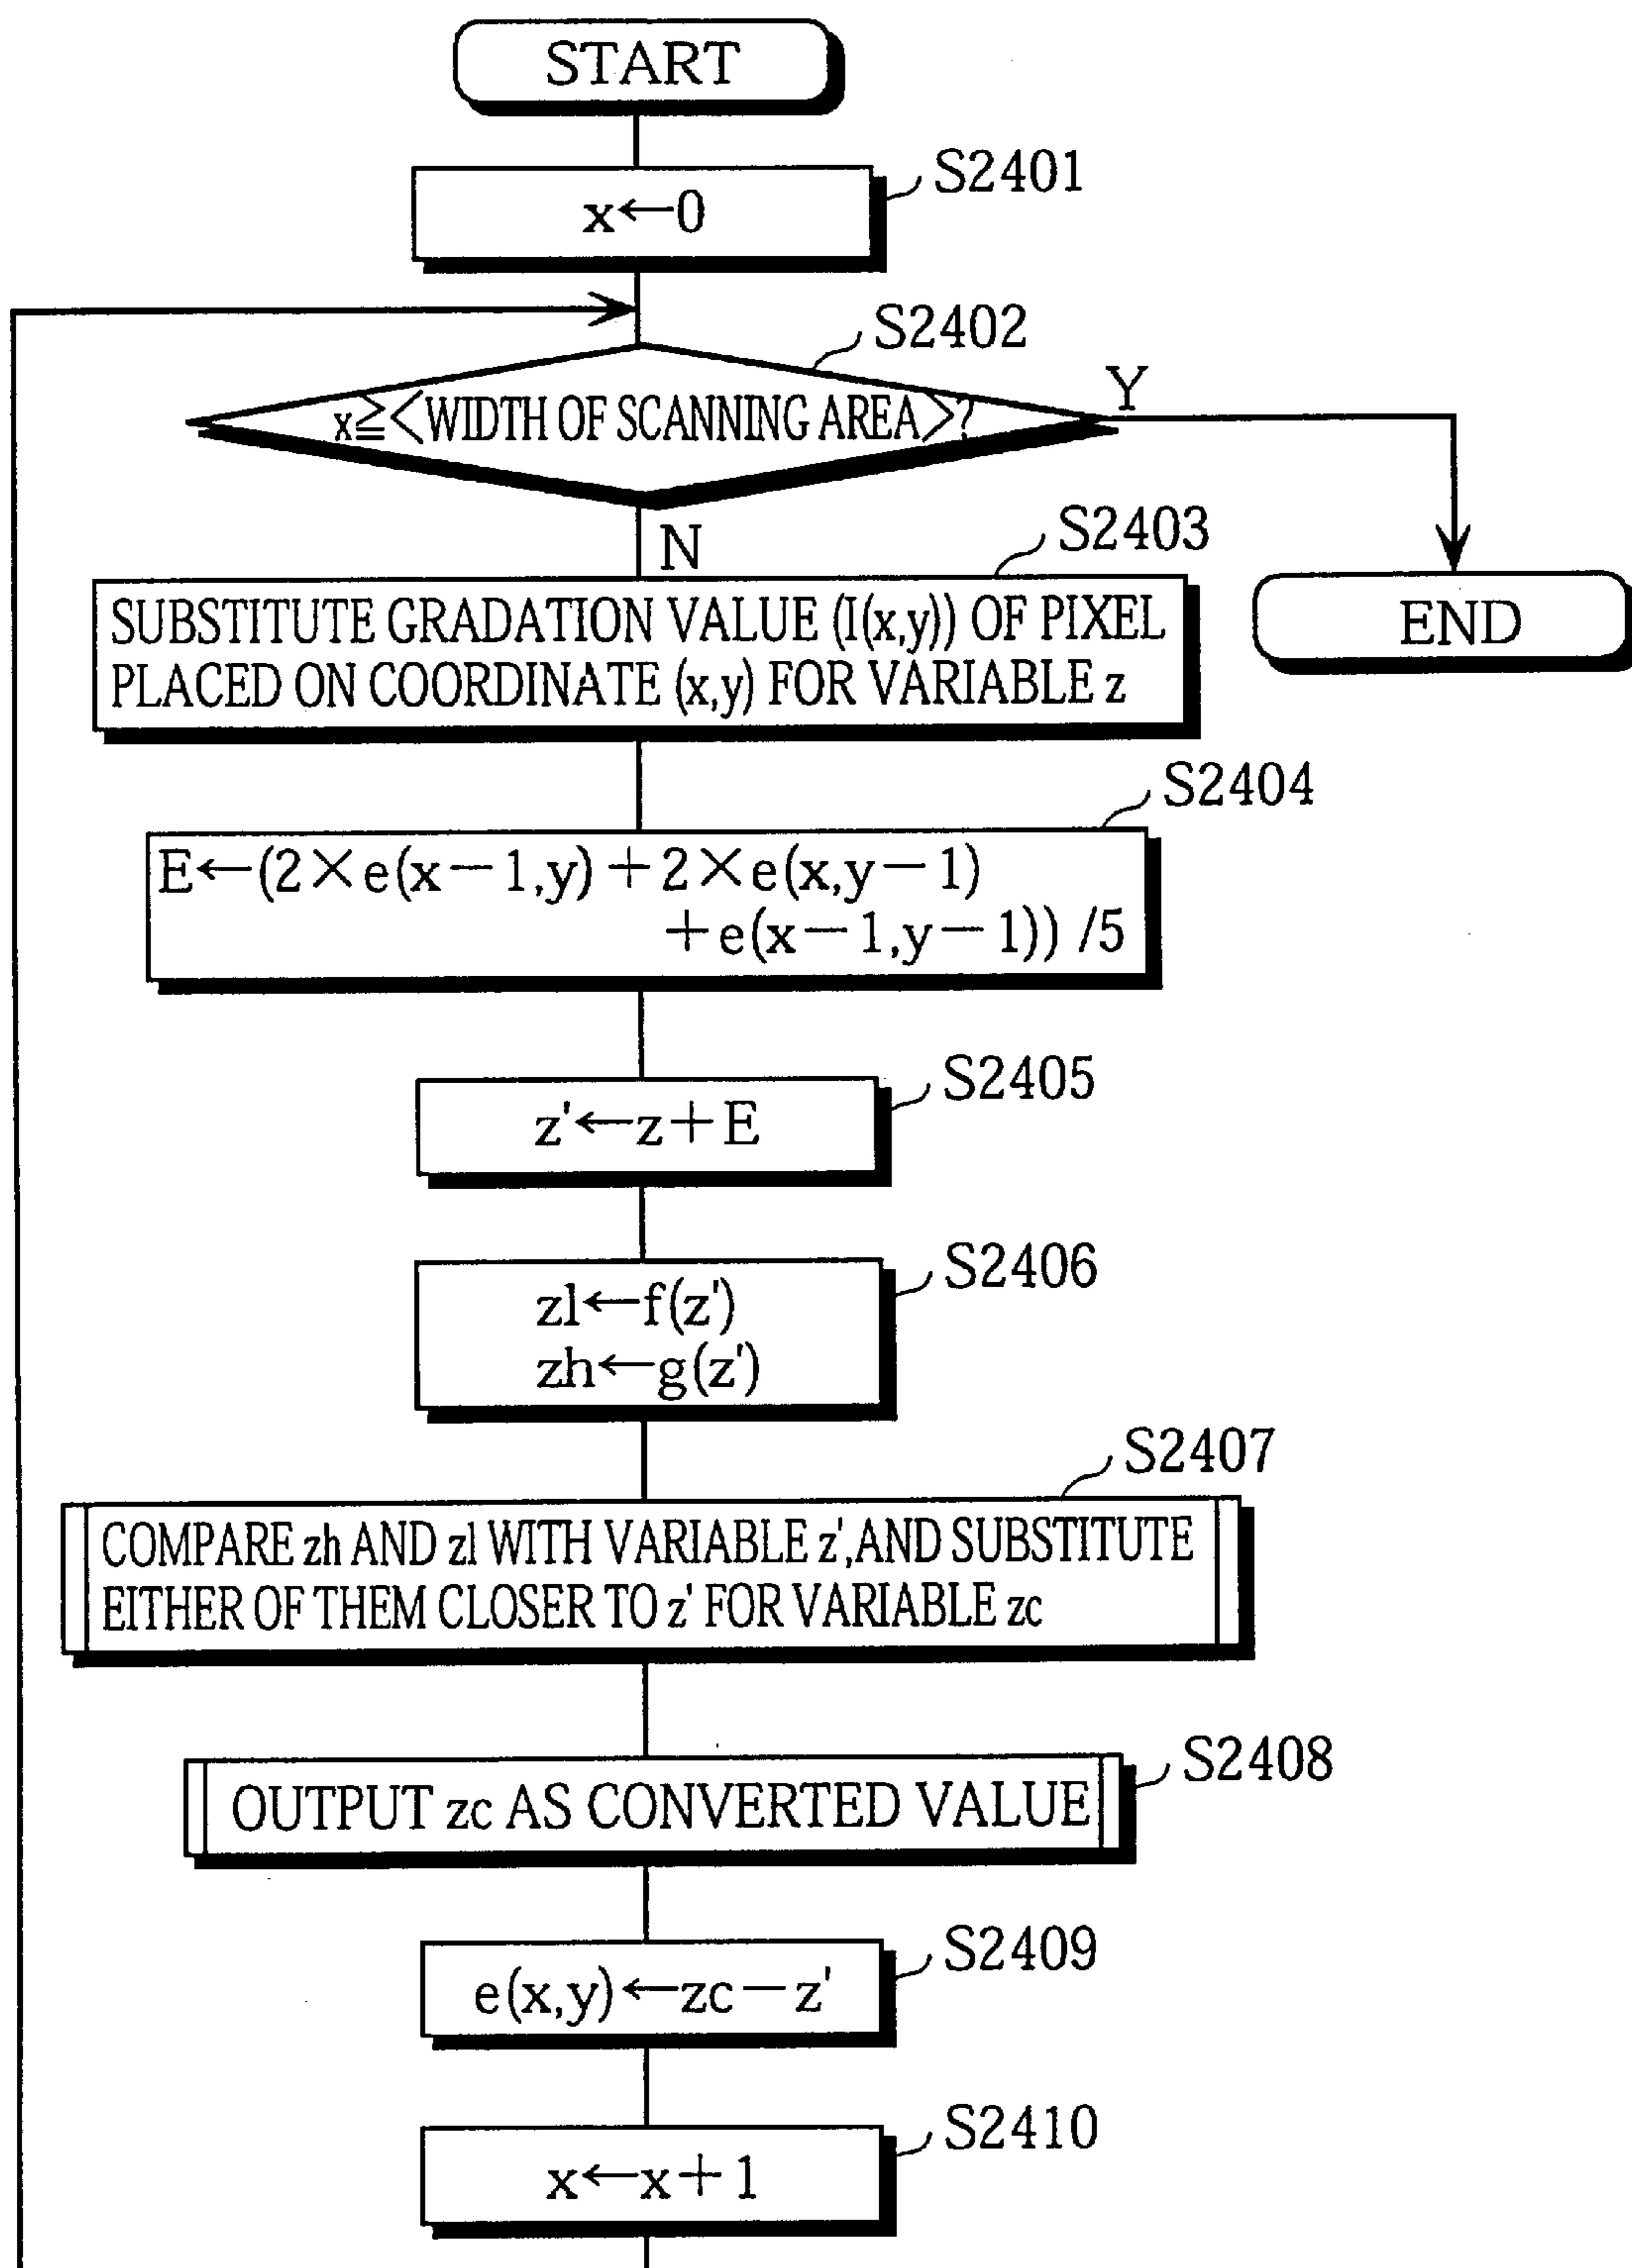 START
S2401
x←0
S2402
x≧<WIDTH OF SCANNING AREA>?
Y
N
S2403
SUBSTITUTE GRADATION VALUE (I(x,y)) OF PIXEL
PLACED ON COORDINATE (x,y) FOR VARIABLE z
END
S2404
E←(2×e(x−1,y)+2×e(x,y−1)
+e(x−1,y−1))/5
S2405
z'←z+E
S2406
zl←f(z')
zh←g(z')
S2407
COMPARE zh AND zl WITH VARIABLE z', AND SUBSTITUTE
EITHER OF THEM CLOSER TO z' FOR VARIABLE zc
S2408
OUTPUT zc AS CONVERTED VALUE
S2409
e(x,y)←zc−z'
S2410
x←x+1